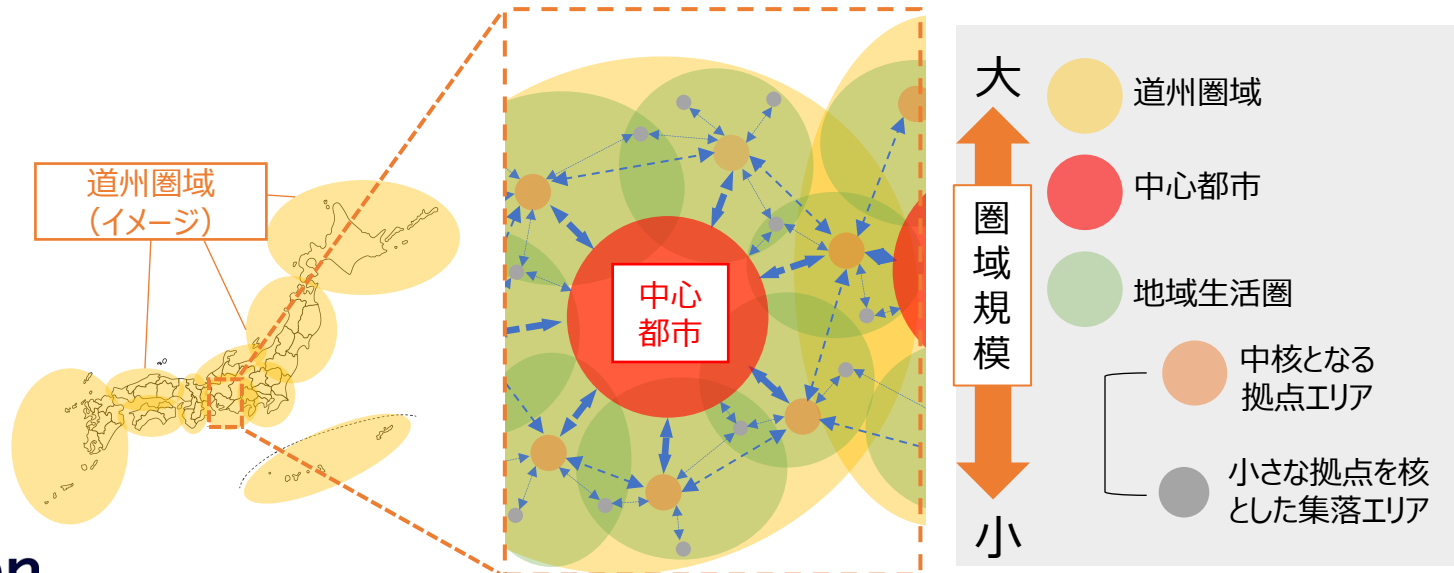 道州圏域
（イメージ）
中心
都市
大
圏域規模
小
道州圏域
中心都市
地域生活圏
中核となる
拠点エリア
小さな拠点を核
とした集落エリア